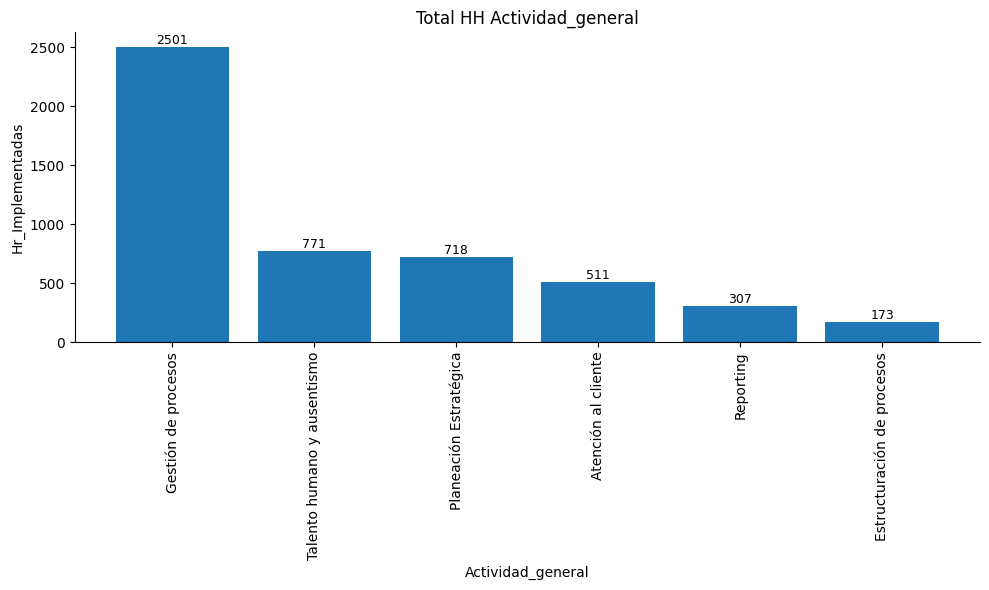 Total HH Actividad_general
Hr_Implementadas
2500
2000
1500
1000
500
0
2501
771
718
511
307
173
Gestión de procesos
Talento humano y ausentismo
Planeación Estratégica
Atención al cliente
Reporting
Estructuración de procesos
Actividad_general